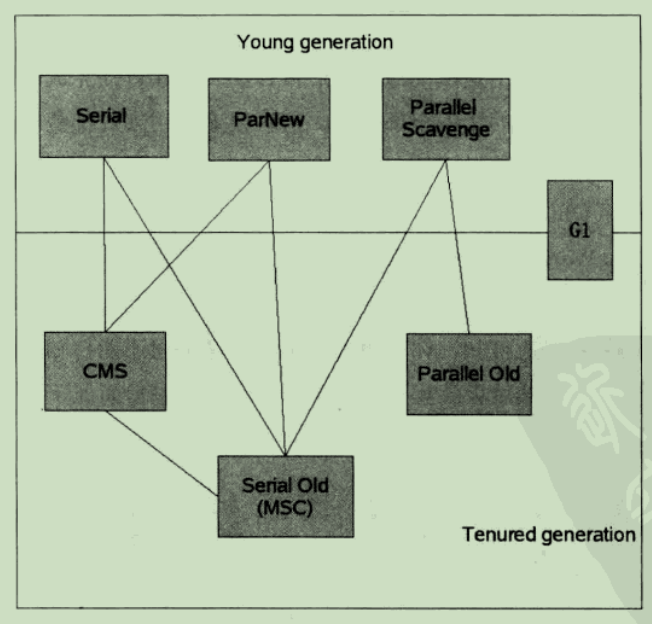 Young generation
Serial
ParNew
Parallel
Scavenge
G1
CMS
Parallel Old
Serial Old
(MSC)
Tenured generation